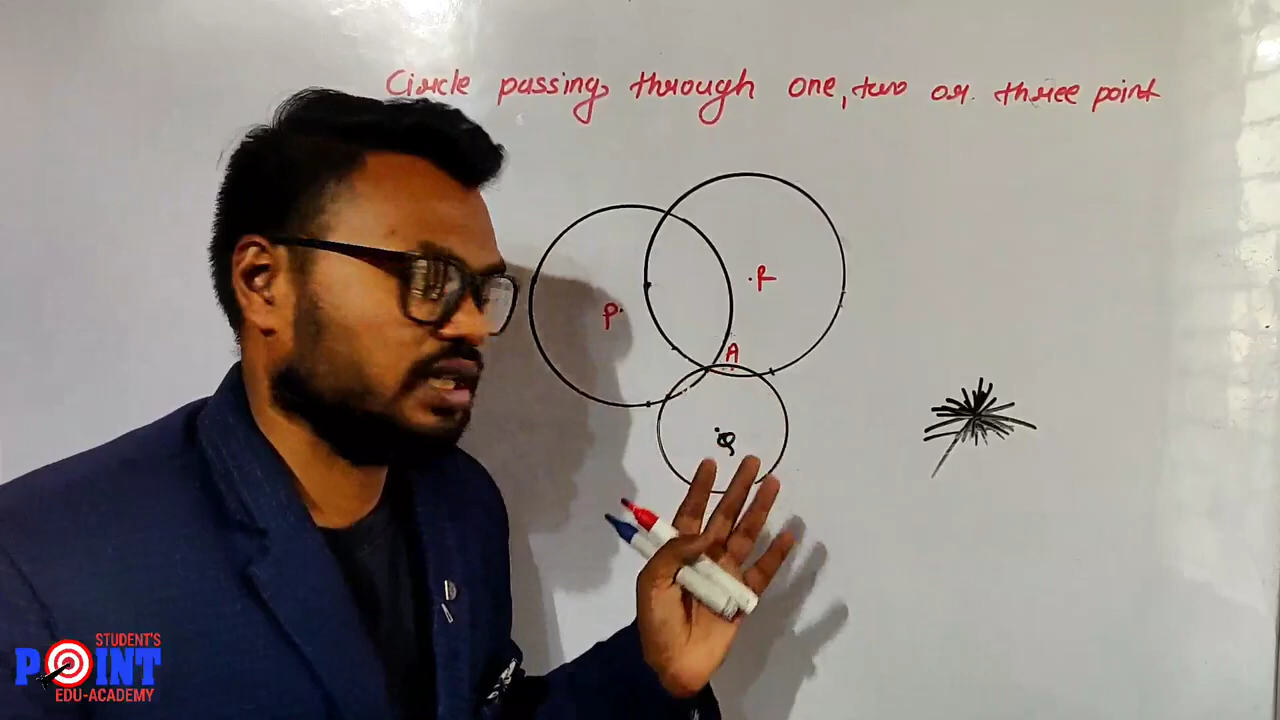 Circle passing through one, two or three point
R
P
A
Q
STUDENT'S
POINT
EDU-ACADEMY